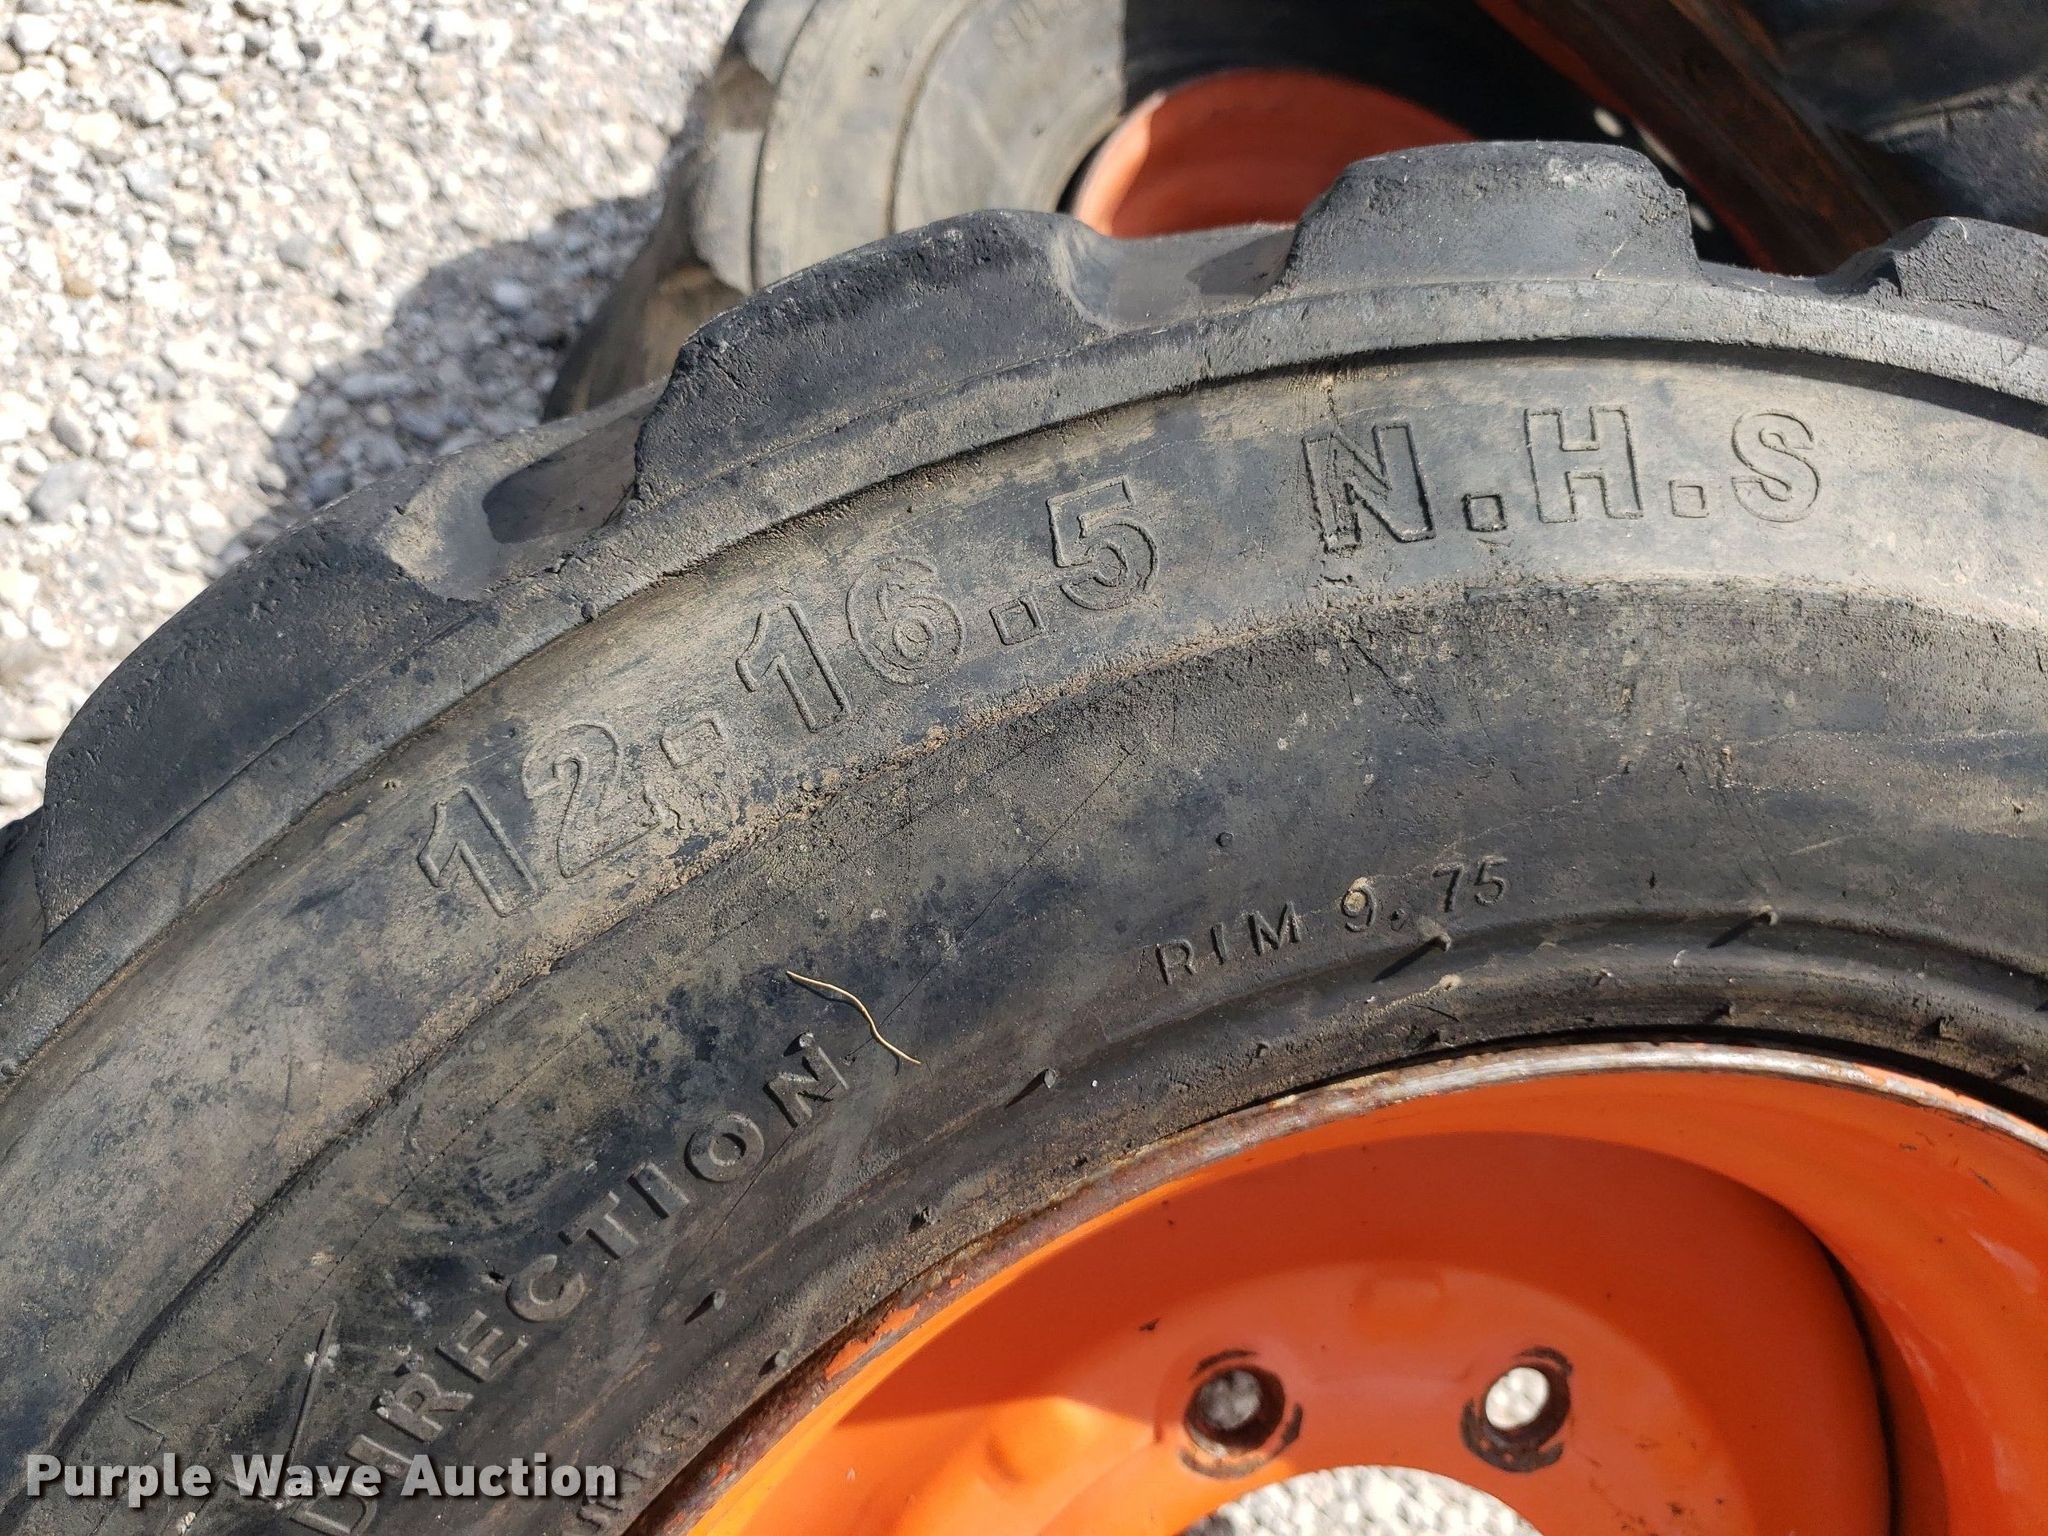 12-16.5 N.H.S
RIM 9.75
DIRECTION
Purple Wave Auction